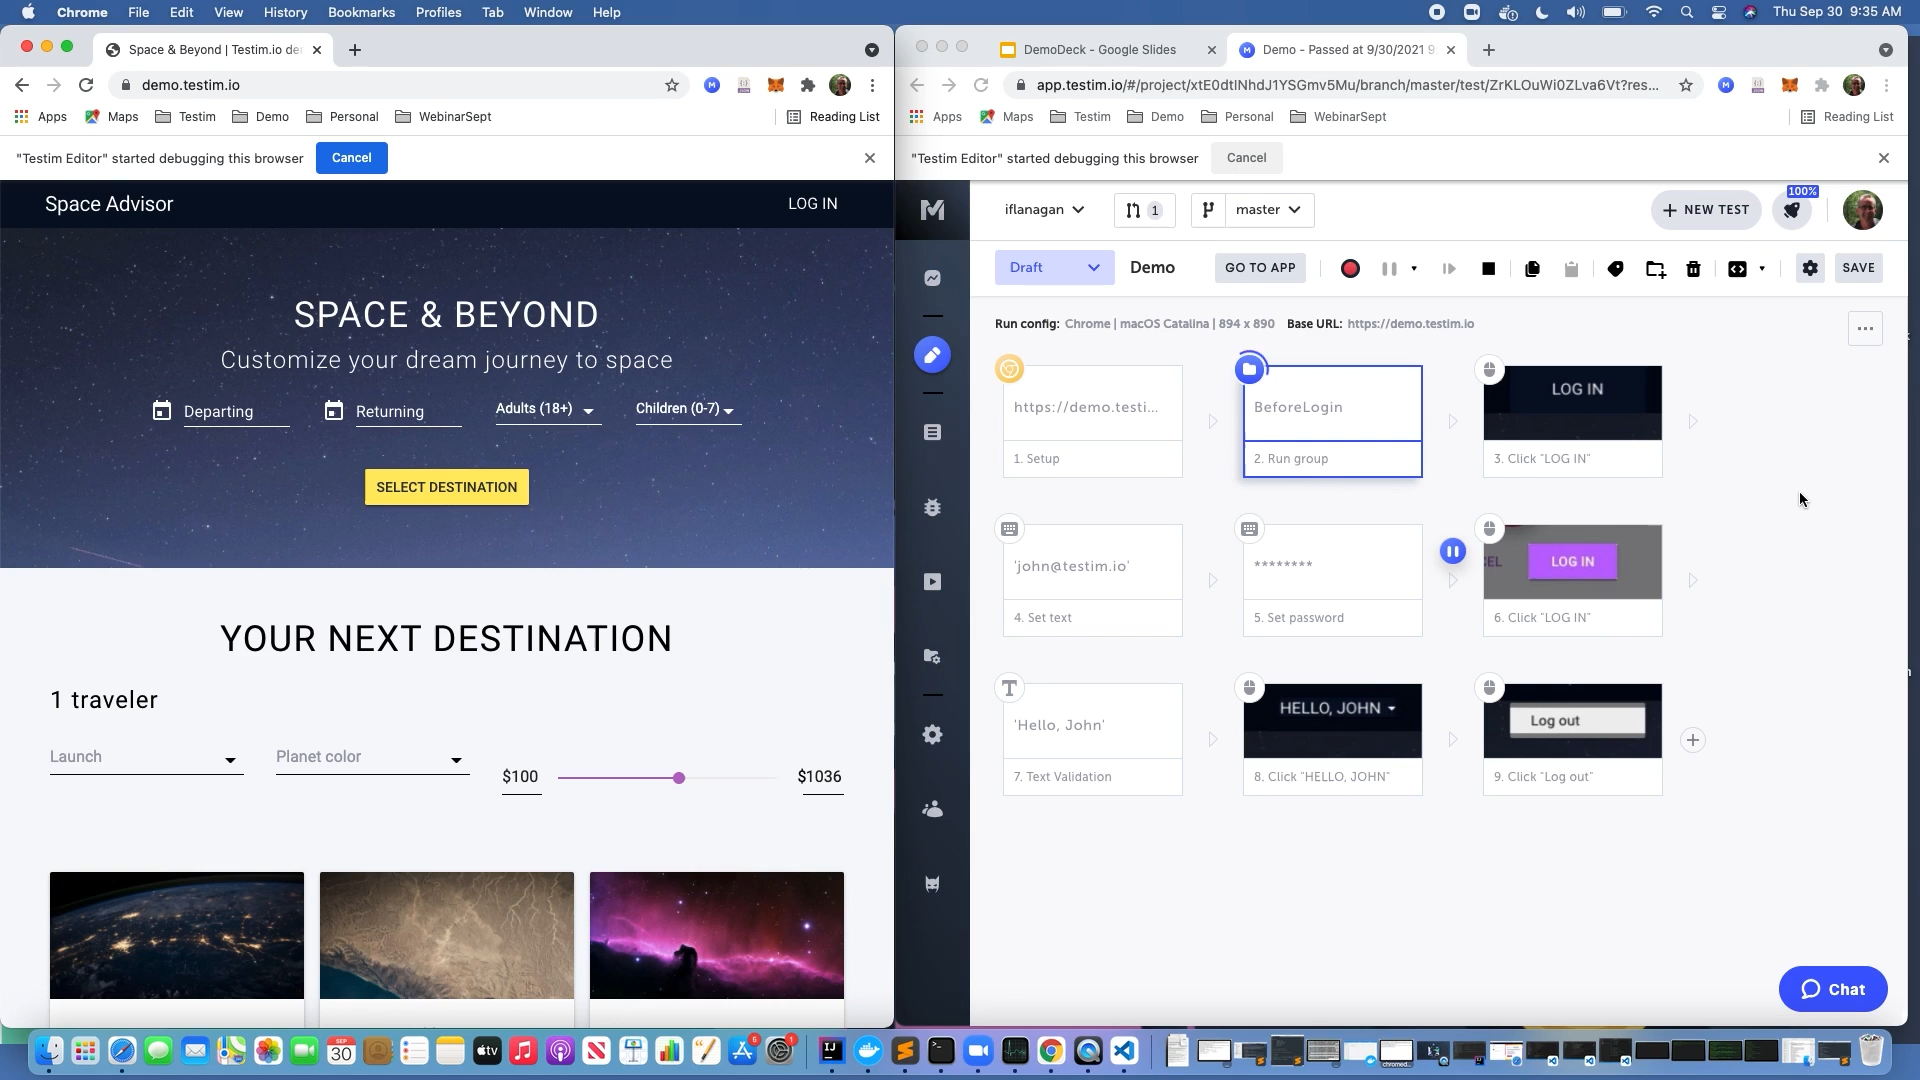 Chrome File Edit View History Bookmarks Profiles Tab Window Help
Thu Sep 30 9:35 AM
Space & Beyond | Testim.io de
demo.testim.io
Apps Maps Testim Demo Personal WebinarSept Reading List
"Testim Editor" started debugging this browser Cancel
Space Advisor
LOG IN
SPACE & BEYOND
Customize your dream journey to space
Departing Returning Adults (18+) Children (0-7)
SELECT DESTINATION
YOUR NEXT DESTINATION
1 traveler
Launch Planet color $100 $1036
DemoDeck - Google Slides
Demo - Passed at 9/30/2021 9
app.testim.io/#/project/xtE0dtlNhdJ1YSGmv5Mu/branch/master/test/ZrKLOuWi0ZLva6Vt?res...
Apps Maps Testim Demo Personal WebinarSept Reading List
"Testim Editor" started debugging this browser Cancel
iflanagan 1 master + NEW TEST 100%
Draft Demo GO TO APP SAVE
Run config: Chrome | macOS Catalina | 894 x 890 Base URL: https://demo.testim.io
https://demo.testi...
1. Setup
BeforeLogin
2. Run group
LOG IN
3. Click "LOG IN"
'john@testim.io'
4. Set text
********
5. Set password
CEL LOG IN
6. Click "LOG IN"
'Hello, John'
7. Text Validation
HELLO, JOHN
8. Click "HELLO, JOHN"
Log out
9. Click "Log out"
Chat
SEP
30
tv
6
1
IJ